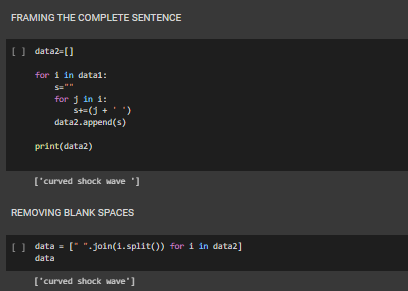 FRAMING THE COMPLETE SENTENCE
[ ] data2=[]
for i in data1:
    s=""
    for j in i:
        s+=(j + ' ')
    data2.append(s)
print(data2)
['curved shock wave ']
REMOVING BLANK SPACES
[ ] data = [" ".join(i.split()) for i in data2]
data
['curved shock wave']